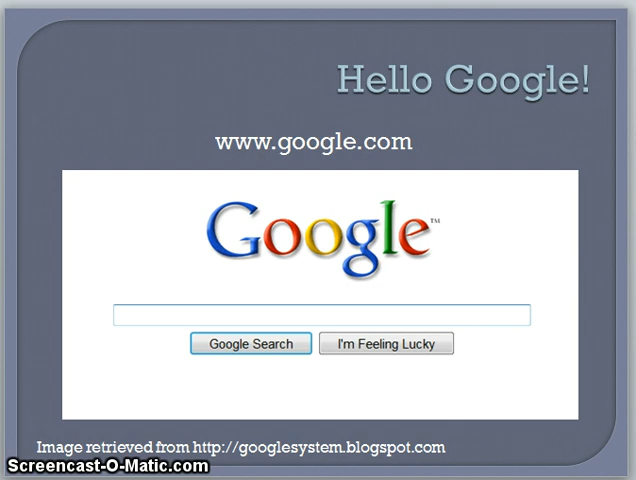 Hello Google!
www.google.com
Google™
Google Search
I'm Feeling Lucky
Image retrieved from http://googlesystem.blogspot.com
Screencast-O-Matic.com